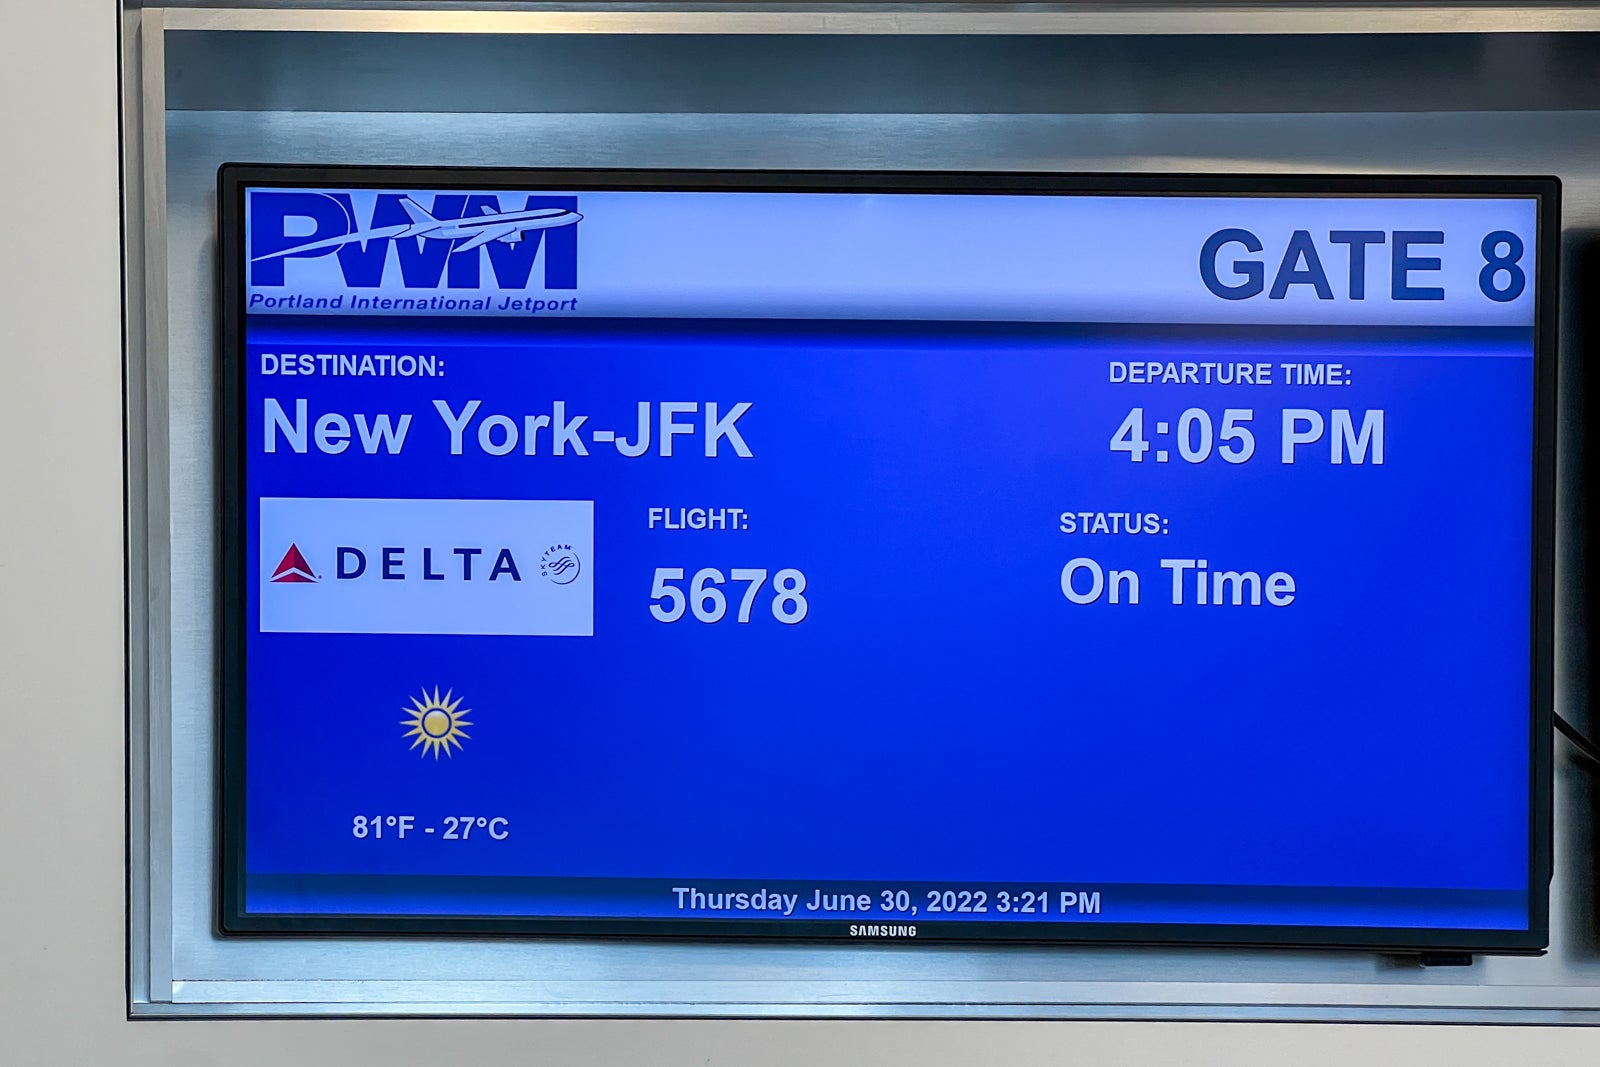 PWM
Portland International Jetport
GATE 8
DESTINATION:
New York-JFK
DEPARTURE TIME:
4:05 PM
DELTA
SKYTEAM
FLIGHT:
5678
STATUS:
On Time
81°F - 27°C
Thursday June 30, 2022 3:21 PM
SAMSUNG